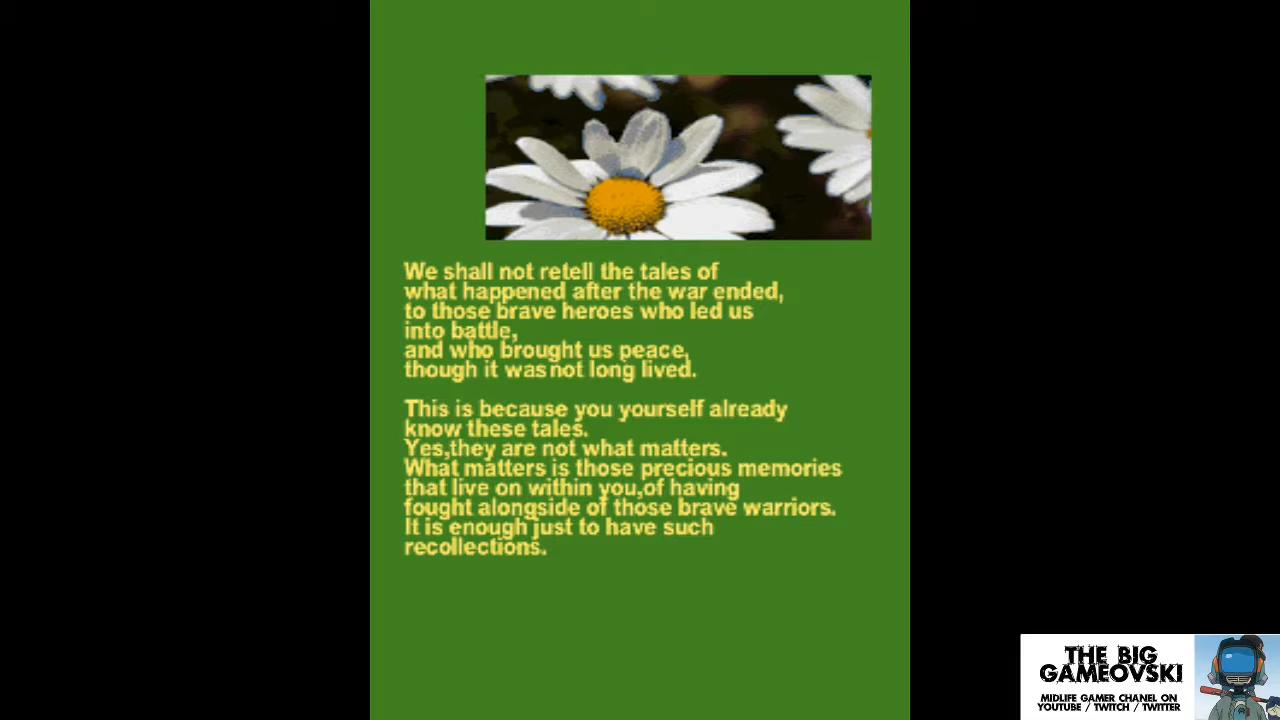 We shall not retell the tales of
what happened after the war ended,
to those brave heroes who led us
into battle,
and who brought us peace,
though it was not long lived.
This is because you yourself already
know these tales.
Yes,they are not what matters.
What matters is those precious memories
that live on within you,of having
fought alongside of those brave warriors.
It is enough just to have such
recollections.
THE BIG
GAMEOVSKI
MIDLIFE GAMER CHANEL ON
YOUTUBE / TWITCH / TWITTER